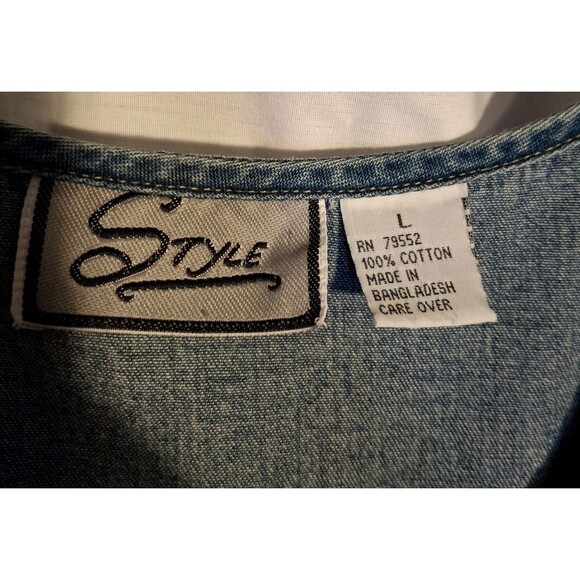 STYLE
L
RN 79552
100% COTTON
MADE IN
BANGLADESH
CARE OVER